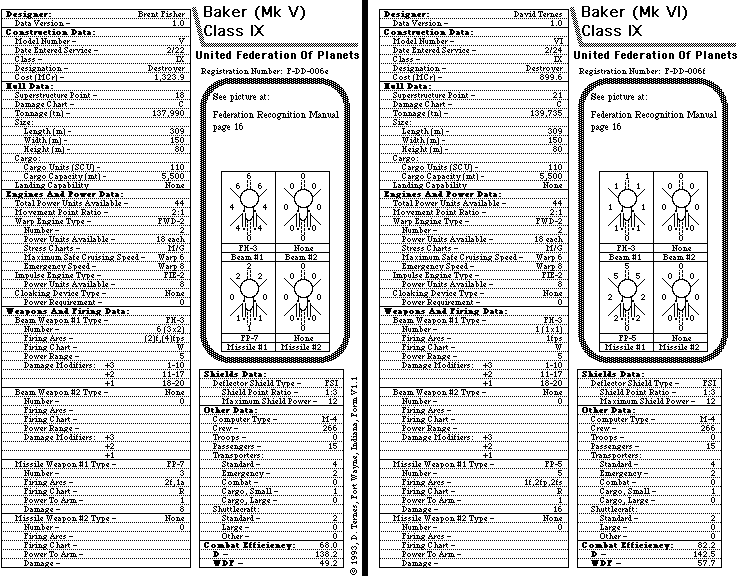 Designer: Brent Fisher
Data Version - 1.0
Construction Data:
Model Number - V
Date Entered Service - 2/22
Class - IX
Designation - Destroyer
Cost (MCr) - 1,323.9
Hull Data:
Superstructure Point - 18
Damage Chart - C
Tonnage (tn) - 137,990
Size:
Length (m) - 309
Width (m) - 150
Height (m) - 80
Cargo:
Cargo Units (SCU) - 110
Cargo Capacity (mt) - 5,500
Landing Capability None
Engines And Power Data:
Total Power Units Available - 44
Movement Point Ratio - 2:1
Warp Engine Type - FWD-2
Number - 2
Power Units Available - 18 each
Stress Charts - M/G
Maximum Safe Cruising Speed - Warp 6
Emergency Speed - Warp 8
Impulse Engine Type - FIE-2
Power Units Available - 8
Cloaking Device Type - None
Power Requirement - 0
Weapons And Firing Data:
Beam Weapon #1 Type - FH-3
Number - 6 (3x2)
Firing Arcs - (2)f,(4)fps
Firing Chart - W
Power Range - 5
Damage Modifiers: +3 1-10
+2 11-17
+1 18-20
Beam Weapon #2 Type - None
Number - 0
Firing Arcs -
Firing Chart -
Power Range -
Damage Modifiers: +3
+2
+1
Missile Weapon #1 Type - FP-7
Number - 3
Firing Arcs - 2f,1a
Firing Chart - R
Power To Arm - 1
Damage - 8
Missile Weapon #2 Type - None
Number - 0
Firing Arcs -
Firing Chart -
Power To Arm -
Damage -
Baker (Mk V)
Class IX
United Federation Of Planets
Registration Number: F-DD-006e
See picture at:
Federation Recognition Manual
page 16
6 0
6 6 0 0
4 4 0 0
0 0
FH-3 None
Beam #1 Beam #2
2 0
2 2 0 0
0 0 0 0
1 0
FP-7 None
Missile #1 Missile #2
Shields Data:
Deflector Shield Type - FSI
Shield Point Ratio - 1:3
Maximum Shield Power - 12
Other Data:
Computer Type - M-4
Crew - 266
Troops - 0
Passengers - 15
Transporters:
Standard - 4
Emergency - 2
Combat - 0
Cargo, Small - 1
Cargo, Large - 0
Shuttlecraft:
Standard - 2
Large - 0
Other - 0
Combat Efficiency: 68.0
D - 138.2
WDF - 49.2
© 1993, D. Ternes, Fort Wayne, Indiana, Form V1.1
Designer: David Ternes
Data Version - 1.0
Construction Data:
Model Number - VI
Date Entered Service - 2/24
Class - IX
Designation - Destroyer
Cost (MCr) - 899.6
Hull Data:
Superstructure Point - 21
Damage Chart - C
Tonnage (tn) - 139,735
Size:
Length (m) - 309
Width (m) - 150
Height (m) - 80
Cargo:
Cargo Units (SCU) - 110
Cargo Capacity (mt) - 5,500
Landing Capability None
Engines And Power Data:
Total Power Units Available - 44
Movement Point Ratio - 2:1
Warp Engine Type - FWD-2
Number - 2
Power Units Available - 18 each
Stress Charts - M/G
Maximum Safe Cruising Speed - Warp 6
Emergency Speed - Warp 8
Impulse Engine Type - FIE-2
Power Units Available - 8
Cloaking Device Type - None
Power Requirement - 0
Weapons And Firing Data:
Beam Weapon #1 Type - FH-3
Number - 1 (1x1)
Firing Arcs - 1fps
Firing Chart - W
Power Range - 5
Damage Modifiers: +3 1-10
+2 11-17
+1 18-20
Beam Weapon #2 Type - None
Number - 0
Firing Arcs -
Firing Chart -
Power Range -
Damage Modifiers: +3
+2
+1
Missile Weapon #1 Type - FP-5
Number - 5
Firing Arcs - 1f,2fp,2fs
Firing Chart - R
Power To Arm - 1
Damage - 16
Missile Weapon #2 Type - None
Number - 0
Firing Arcs -
Firing Chart -
Power To Arm -
Damage -
Baker (Mk VI)
Class IX
United Federation Of Planets
Registration Number: F-DD-006f
See picture at:
Federation Recognition Manual
page 16
1 0
1 1 0 0
1 1 0 0
0 0
FH-3 None
Beam #1 Beam #2
5 0
5 5 0 0
2 2 0 0
0 0
FP-5 None
Missile #1 Missile #2
Shields Data:
Deflector Shield Type - FSI
Shield Point Ratio - 1:3
Maximum Shield Power - 12
Other Data:
Computer Type - M-4
Crew - 266
Troops - 0
Passengers - 15
Transporters:
Standard - 4
Emergency - 2
Combat - 0
Cargo, Small - 1
Cargo, Large - 0
Shuttlecraft:
Standard - 2
Large - 0
Other - 0
Combat Efficiency: 82.2
D - 142.5
WDF - 57.7